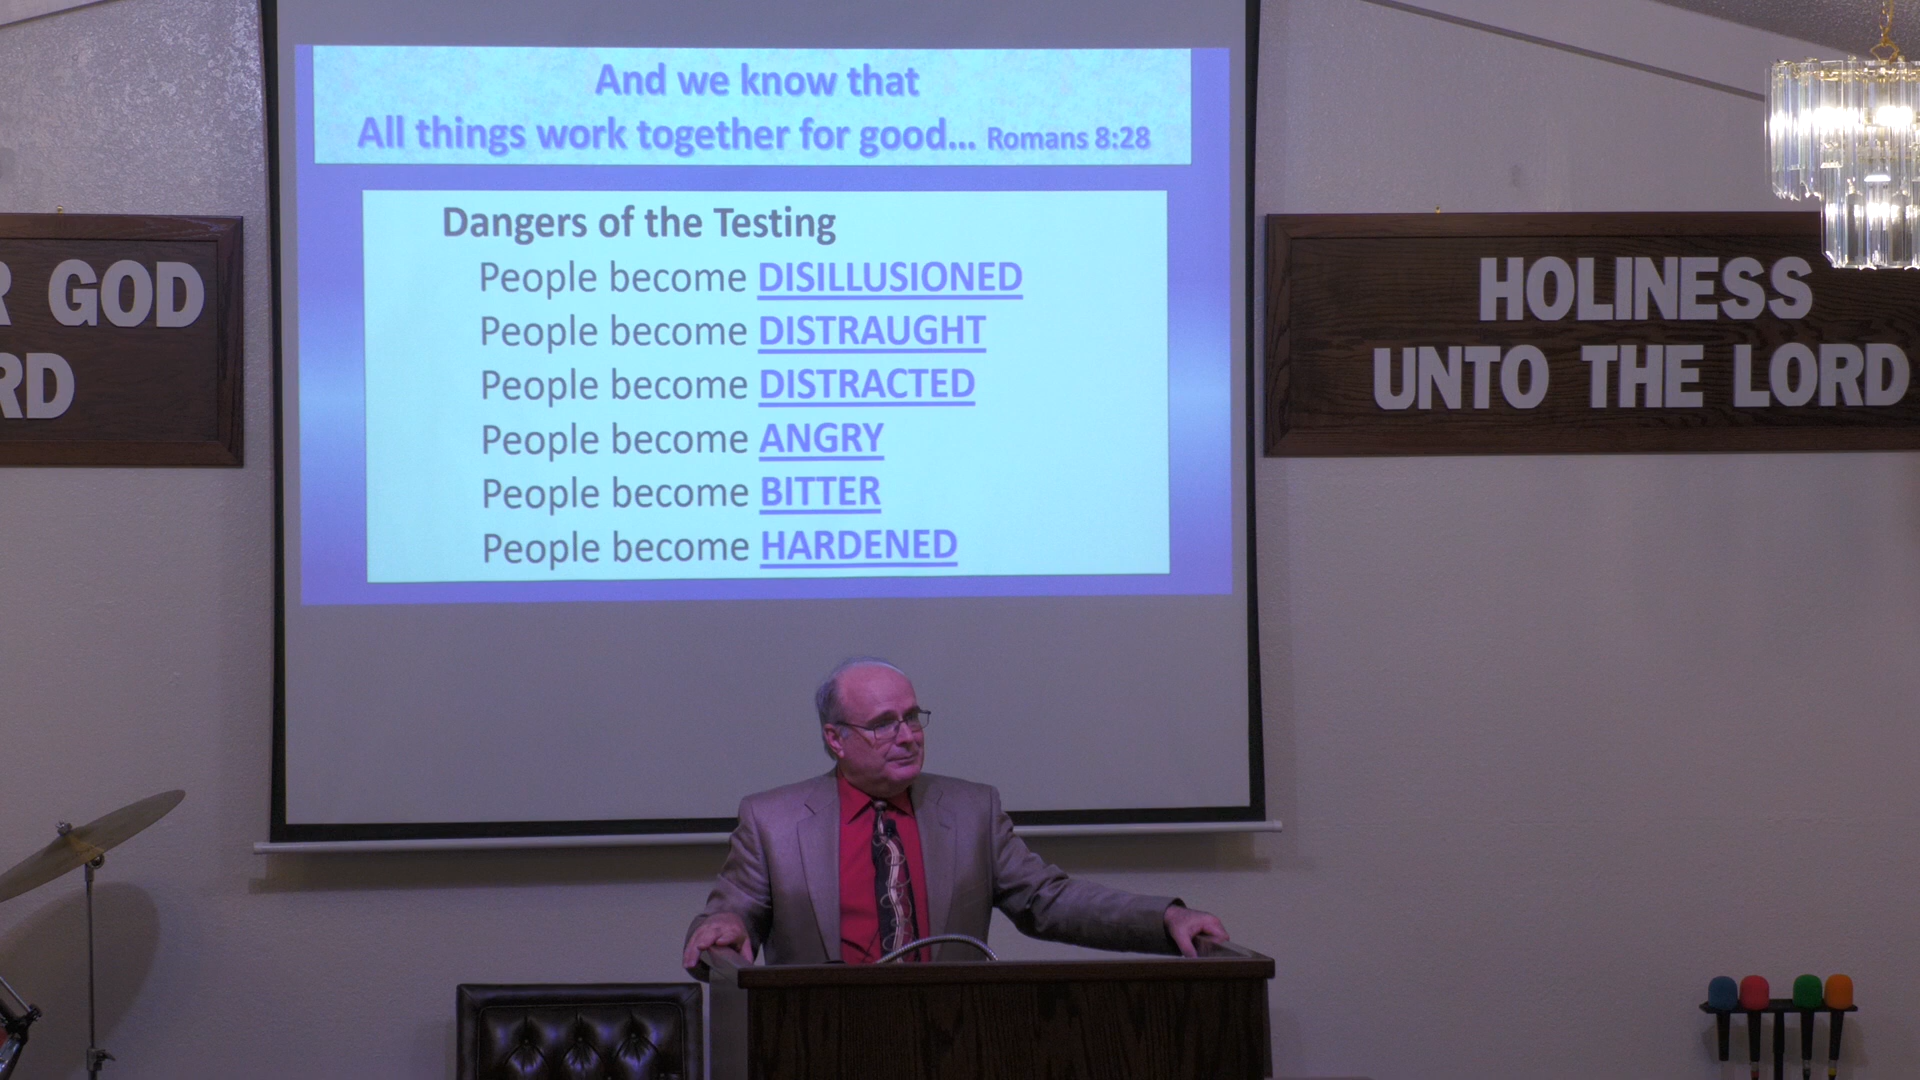 And we know that
All things work together for good... Romans 8:28
Dangers of the Testing
People become DISILLUSIONED
People become DISTRAUGHT
People become DISTRACTED
People become ANGRY
People become BITTER
People become HARDENED
GOD
HOLINESS
UNTO THE LORD